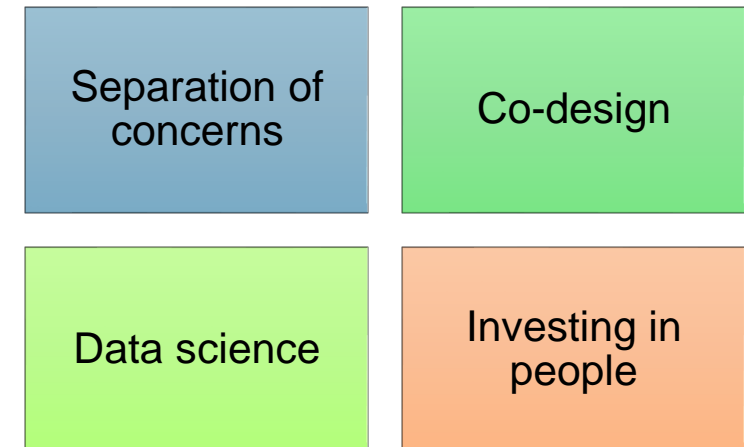 Separation of
concerns
Co-design
Data science
Investing in
people